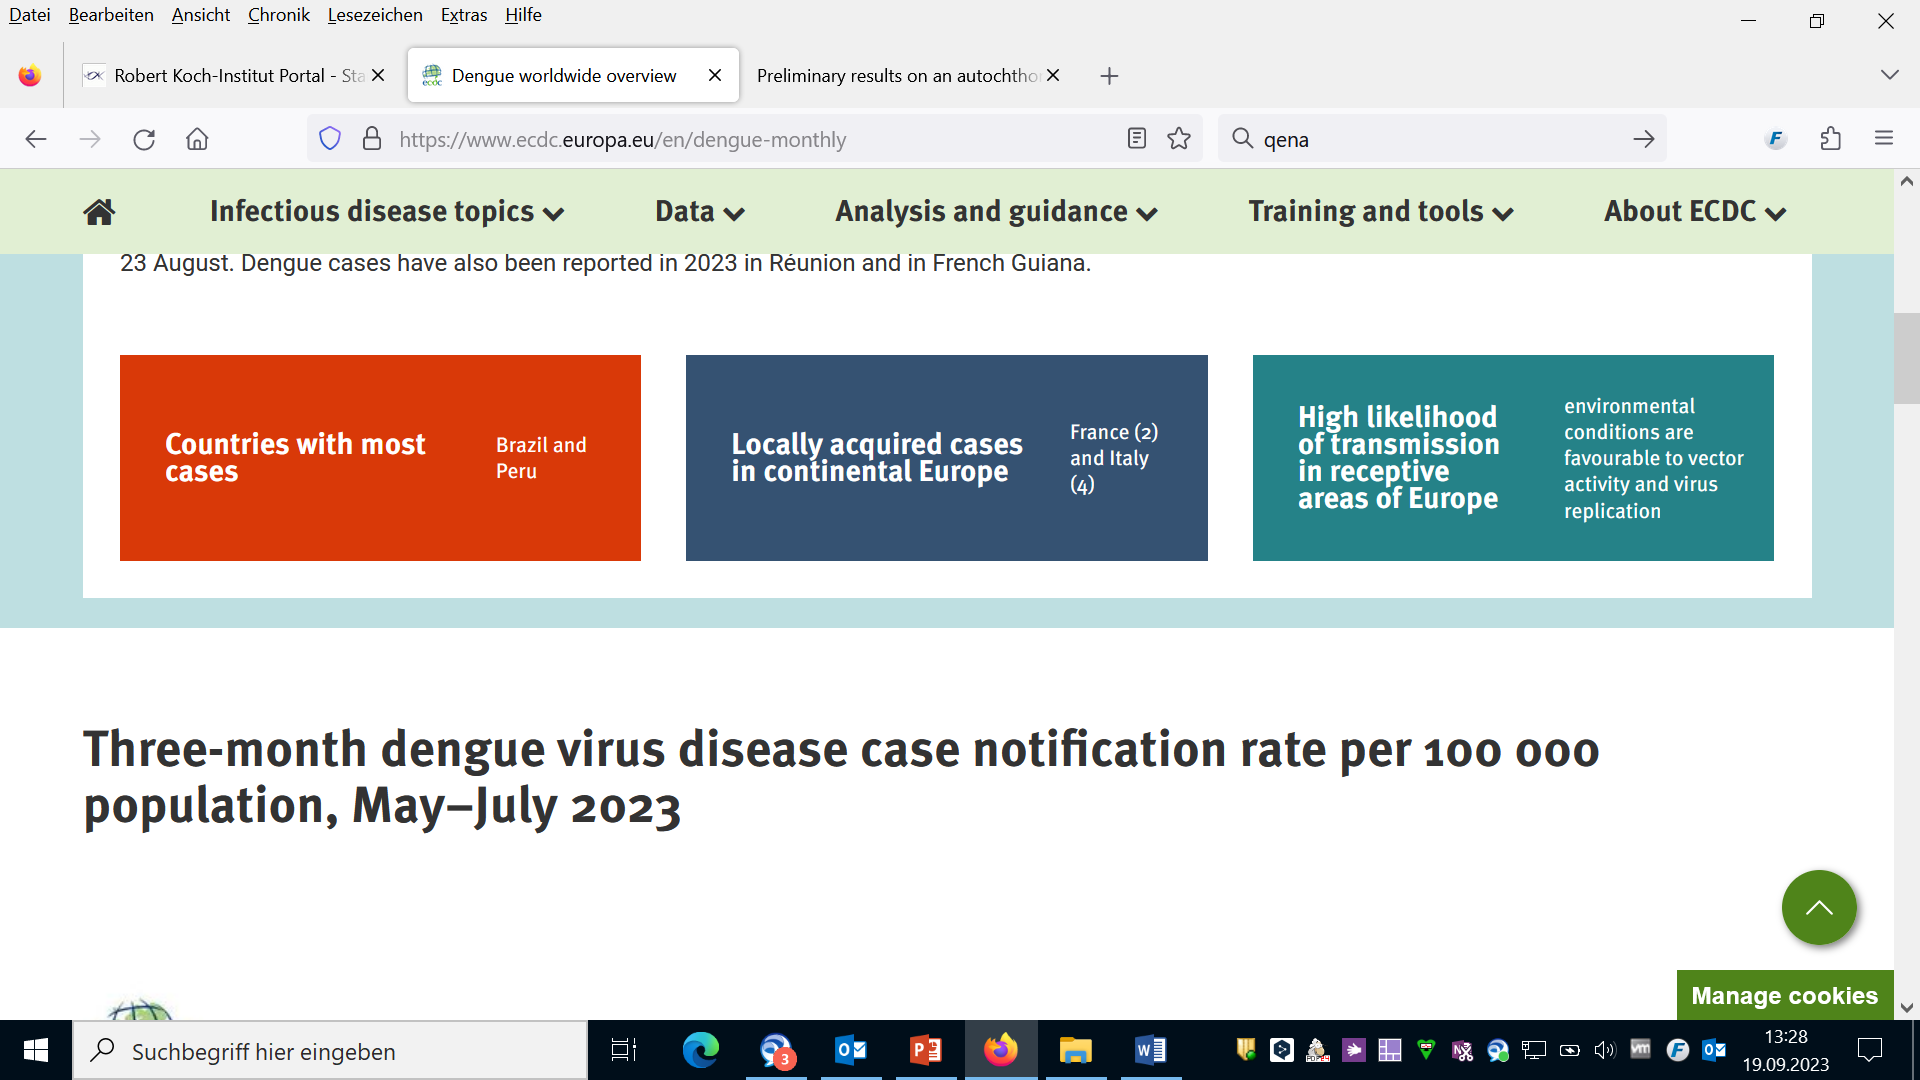 Datei Bearbeiten Ansicht Chronik Lesezeichen Extras Hilfe
Robert Koch-Institut Portal - Sta
Dengue worldwide overview
Preliminary results on an autochtho
https://www.ecdc.europa.eu/en/dengue-monthly
qena
Infectious disease topics Data Analysis and guidance Training and tools About ECDC
23 August. Dengue cases have also been reported in 2023 in Réunion and in French Guiana.
Countries with most
cases
Brazil and
Peru
Locally acquired cases
in continental Europe
France (2)
and Italy
(4)
High likelihood
of transmission
in receptive
areas of Europe
environmental
conditions are
favourable to vector
activity and virus
replication
Three-month dengue virus disease case notification rate per 100 000
population, May–July 2023
Manage cookies
Suchbegriff hier eingeben
3
13:28
19.09.2023